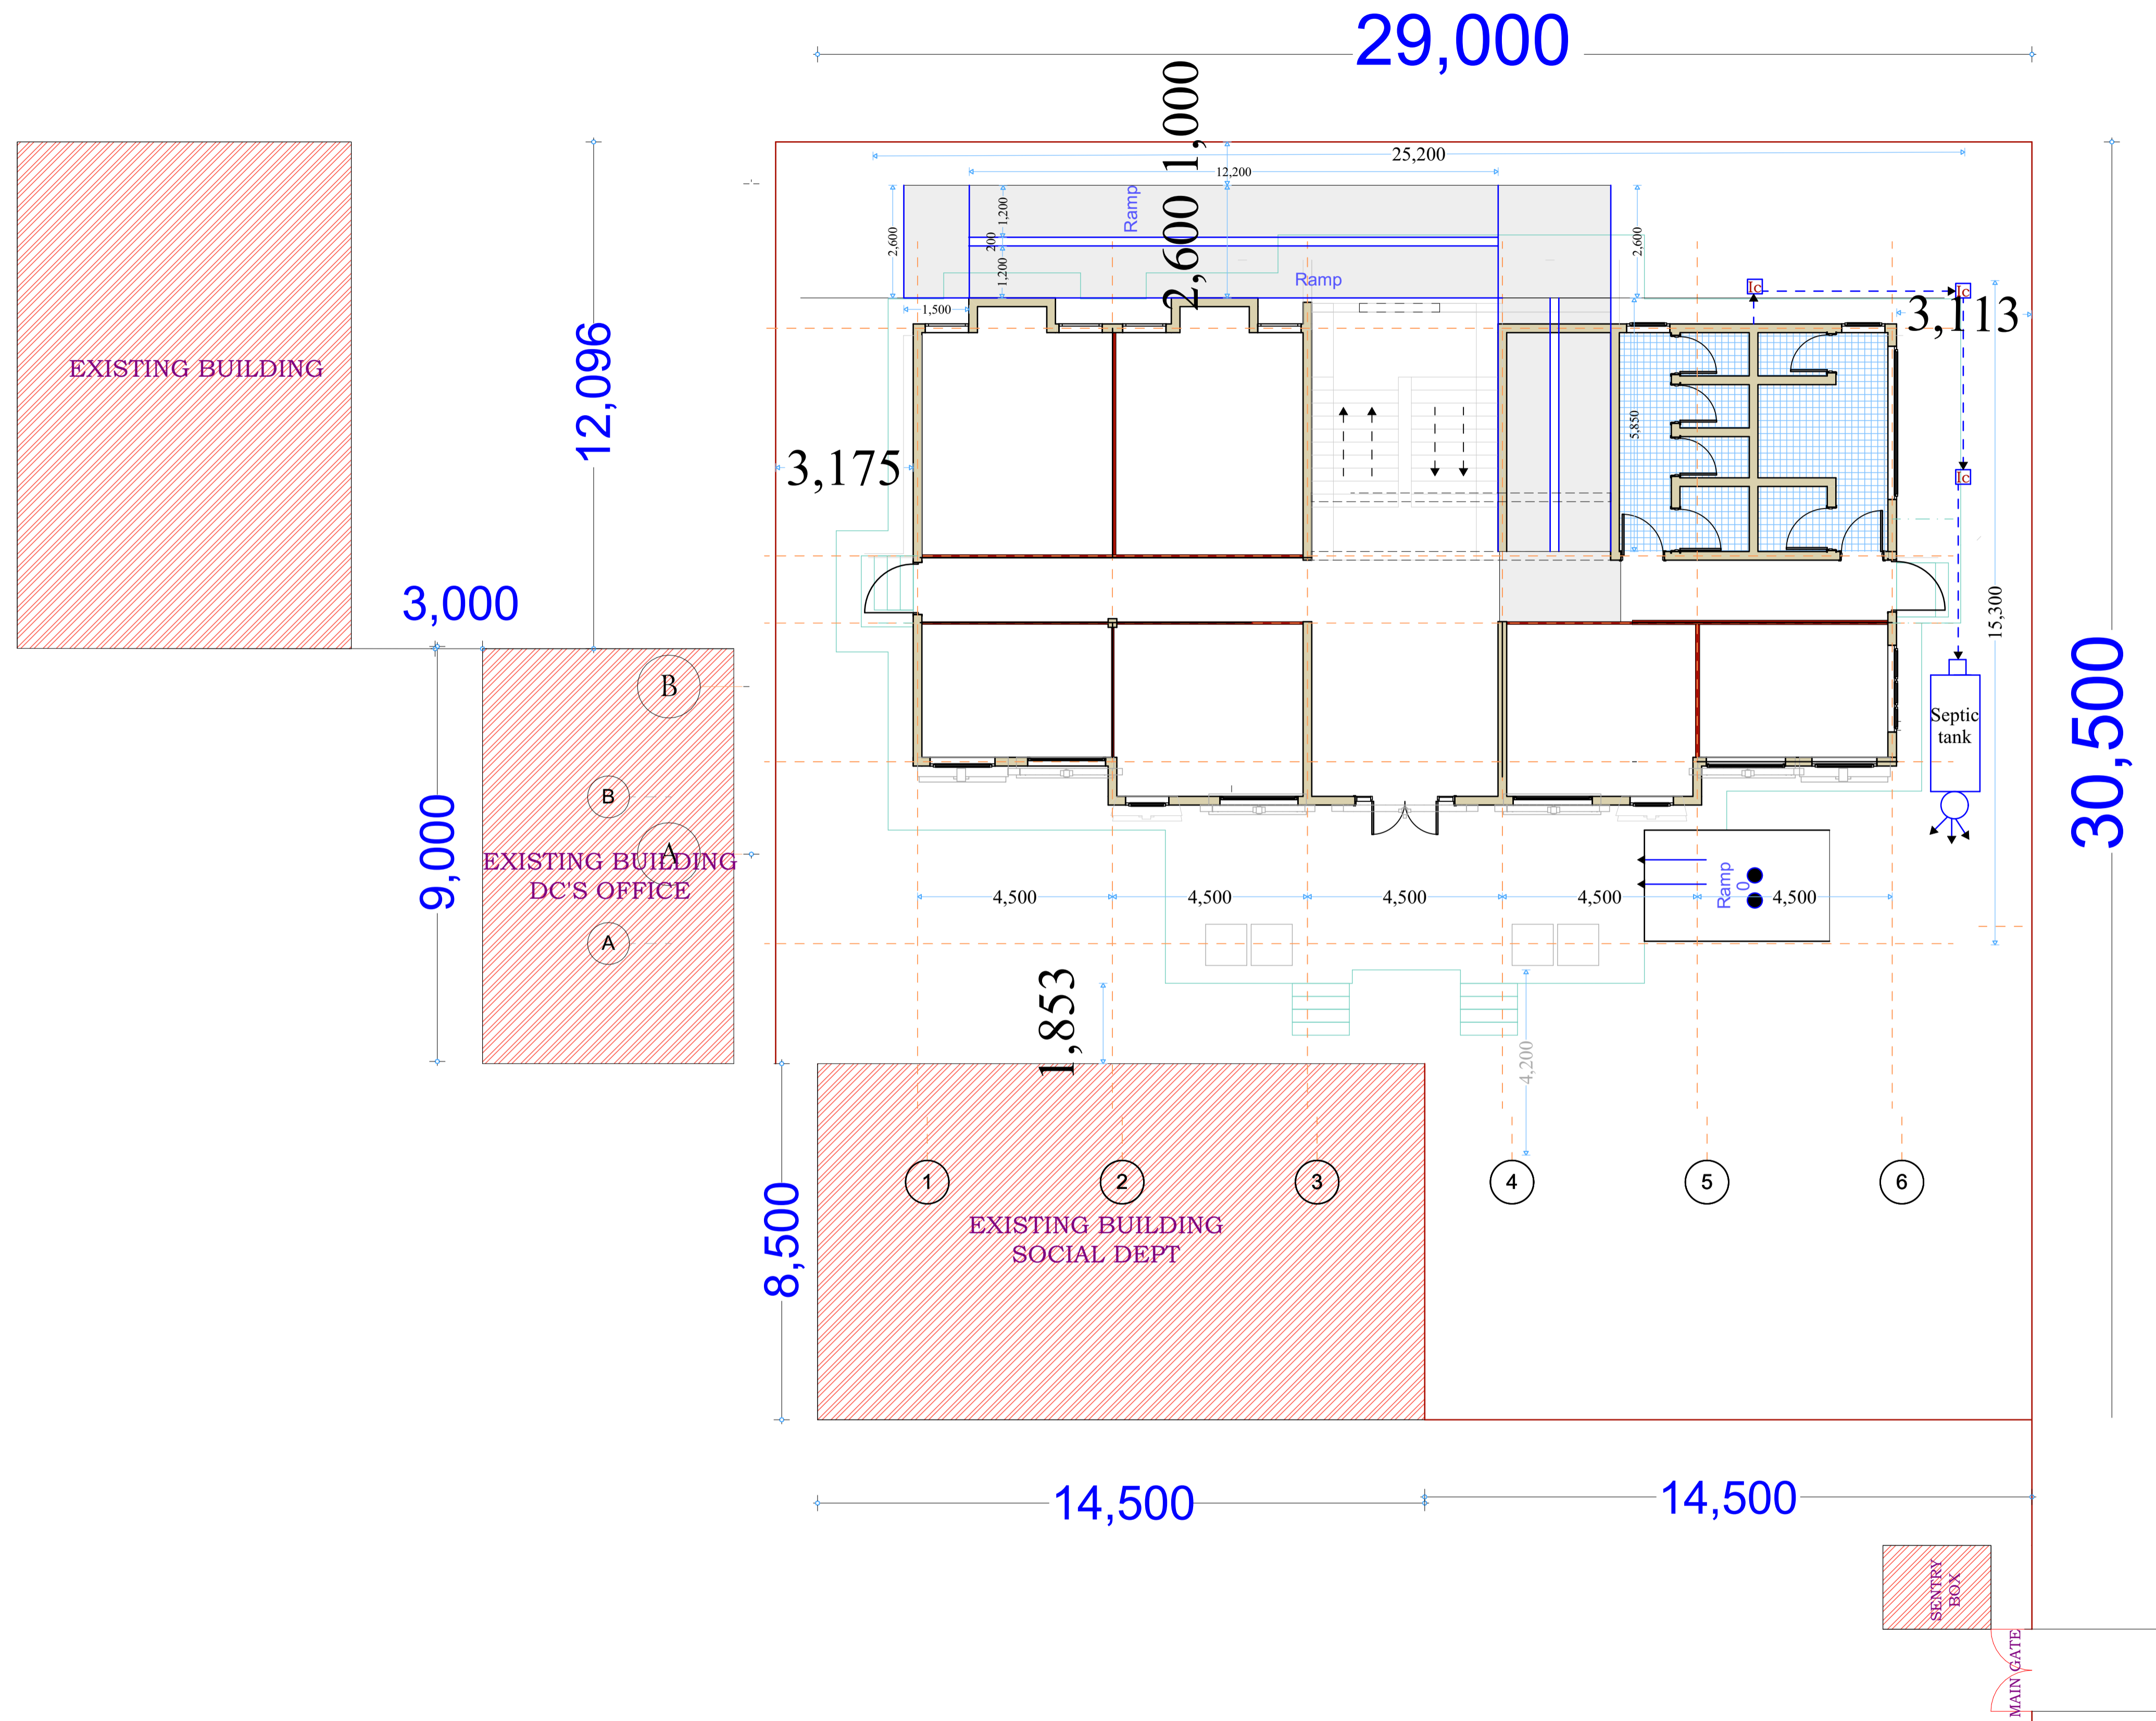 29,000
1,000
25,200
12,200
Ramp
1,200
2,600
200
2,600
2,600
1,200
Ramp
Ic
Ic
3,113
1,500
EXISTING BUILDING
12,096
3,175
5,850
Ic
3,000
15,300
B
Septic
tank
30,500
B
9,000
A
EXISTING BUILDING
DC'S OFFICE
Ramp
0
4,500
4,500
4,500
4,500
4,500
A
1,853
4,200
1
2
3
4
5
6
8,500
EXISTING BUILDING
SOCIAL DEPT
14,500
14,500
SENTRY
BOX
MAIN GATE